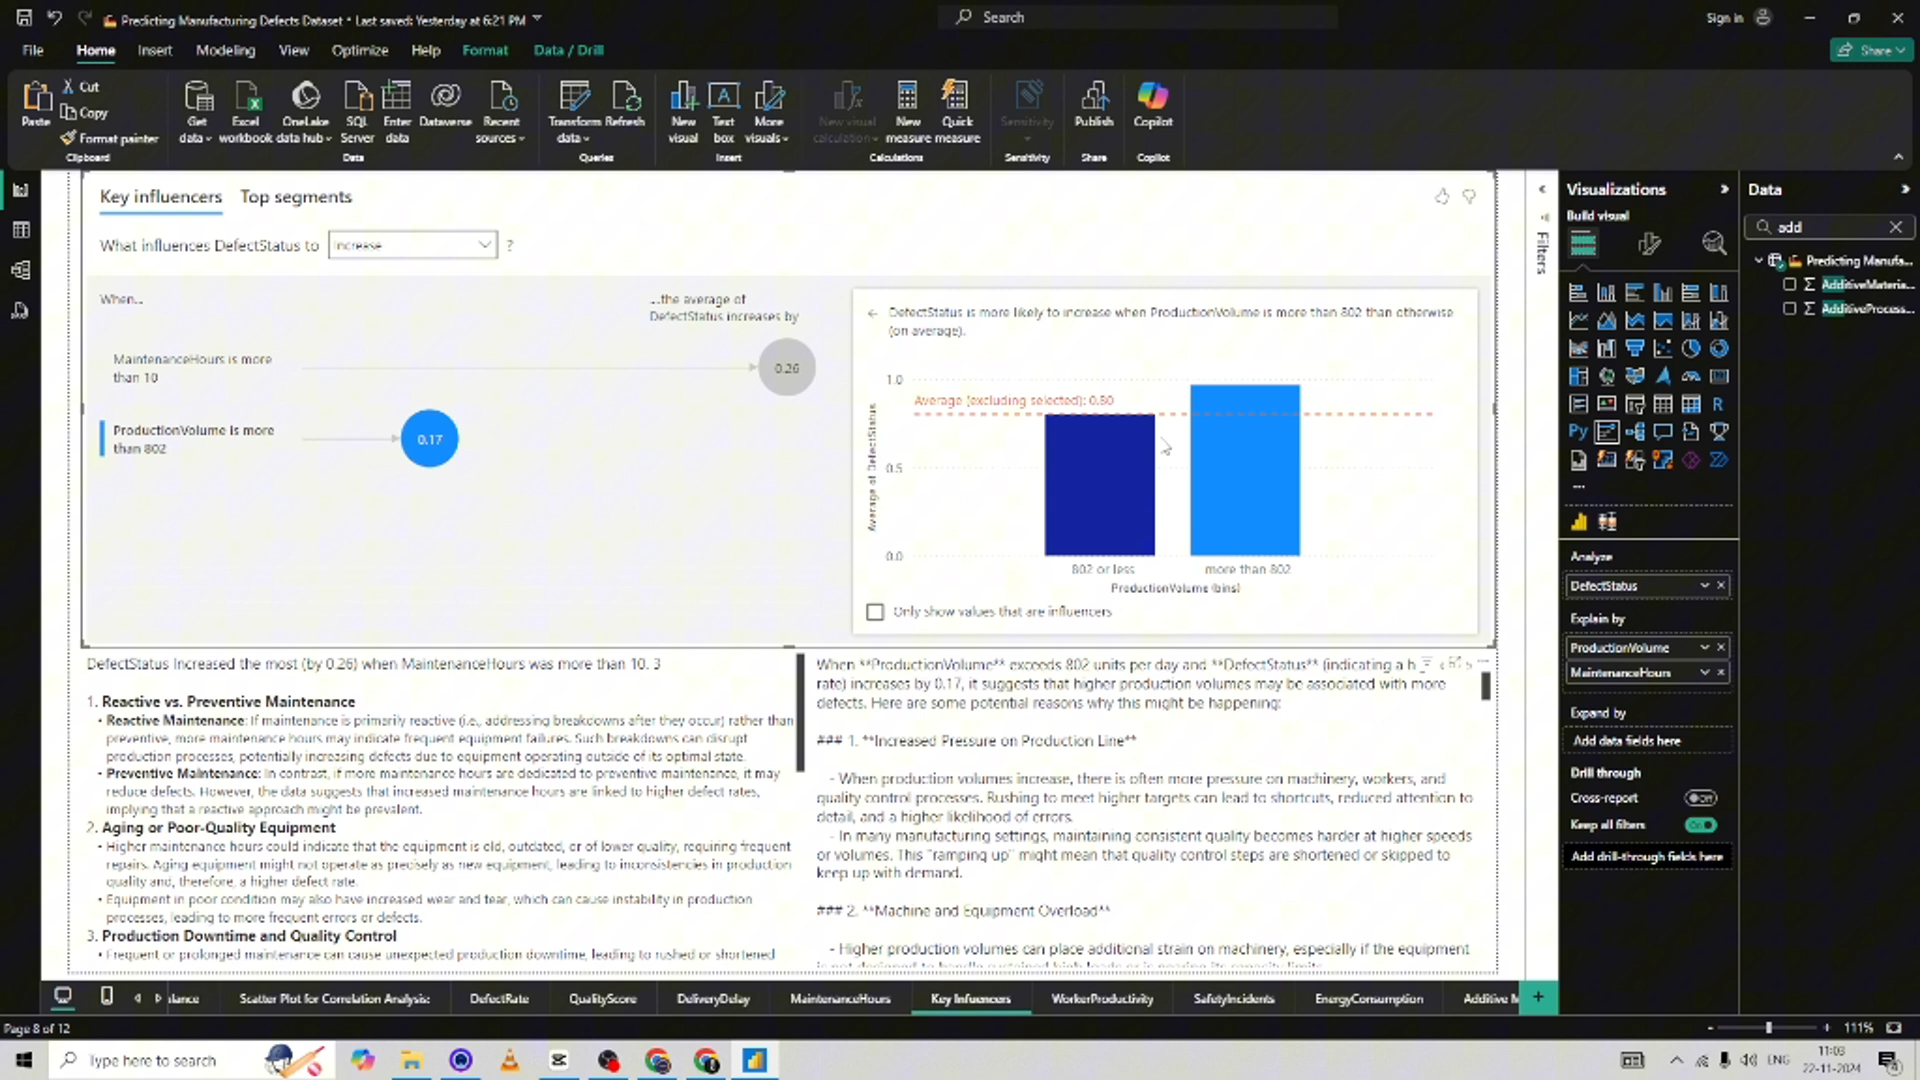 Predicting Manufacturing Defects Dataset * Last saved: Yesterday at 6:21 PM
Search
Sign in
File Home Insert Modeling View Optimize Help Format Data / Drill
Share
Paste
Cut
Copy
Format painter
Get data
Excel workbook
OneLake data hub
SQL Server
Enter data
Dataverse
Recent sources
Transform data
Refresh
New visual
Text box
More visuals
New visual calculation
New measure
Quick measure
Sensitivity
Publish
Copilot
Clipboard
Data
Queries
Insert
Calculations
Sensitivity
Share
Copilot
Key influencers Top segments
What influences DefectStatus to Increase ?
When...
...the average of
DefectStatus increases by
MaintenanceHours is more
than 10
0.26
ProductionVolume is more
than 802
0.17
DefectStatus is more likely to increase when ProductionVolume is more than 802 than otherwise
(on average).
1.0
0.5
0.0
Average (excluding selected): 0.80
Average of DefectStatus
802 or less more than 802
ProductionVolume (bins)
Only show values that are influencers
DefectStatus Increased the most (by 0.26) when MaintenanceHours was more than 10. 3
1. Reactive vs. Preventive Maintenance
• Reactive Maintenance: If maintenance is primarily reactive (i.e., addressing breakdowns after they occur) rather than
preventive, more maintenance hours may indicate frequent equipment failures. Such breakdowns can disrupt
production processes, potentially increasing defects due to equipment operating outside of its optimal state.
• Preventive Maintenance: In contrast, if more maintenance hours are dedicated to preventive maintenance, it may
reduce defects. However, the data suggests that increased maintenance hours are linked to higher defect rates,
implying that a reactive approach might be prevalent.
2. Aging or Poor-Quality Equipment
• Higher maintenance hours could indicate that the equipment is old, outdated, or of lower quality, requiring frequent
repairs. Aging equipment might not operate as precisely as new equipment, leading to inconsistencies in production
quality and, therefore, a higher defect rate.
• Equipment in poor condition may also have increased wear and tear, which can cause instability in production
processes, leading to more frequent errors or defects.
3. Production Downtime and Quality Control
• Frequent or prolonged maintenance can cause unexpected production downtime, leading to rushed or shortened
When **ProductionVolume** exceeds 802 units per day and **DefectStatus** (indicating a h
rate) increases by 0.17, it suggests that higher production volumes may be associated with more
defects. Here are some potential reasons why this might be happening:
### 1. **Increased Pressure on Production Line**
- When production volumes increase, there is often more pressure on machinery, workers, and
quality control processes. Rushing to meet higher targets can lead to shortcuts, reduced attention to
detail, and a higher likelihood of errors.
- In many manufacturing settings, maintaining consistent quality becomes harder at higher speeds
or volumes. This "ramping up" might mean that quality control steps are shortened or skipped to
keep up with demand.
### 2. **Machine and Equipment Overload**
- Higher production volumes can place additional strain on machinery, especially if the equipment
Filters
Visualizations
Build visual
R
Py
Analyze
DefectStatus
Explain by
ProductionVolume
MaintenanceHours
Expand by
Add data fields here
Drill through
Cross-report
Off
Keep all filters
On
Add drill-through fields here
Data
add
Predicting Manufa...
AdditiveMateria...
AdditiveProcess...
lance Scatter Plot for Correlation Analysis: DefectRate QualityScore DeliveryDelay MaintenanceHours Key Influencers WorkerProductivity SafetyIncidents EnergyConsumption Additive M
Page 8 of 12
111%
Type here to search
ENG
11:03
22-11-2024